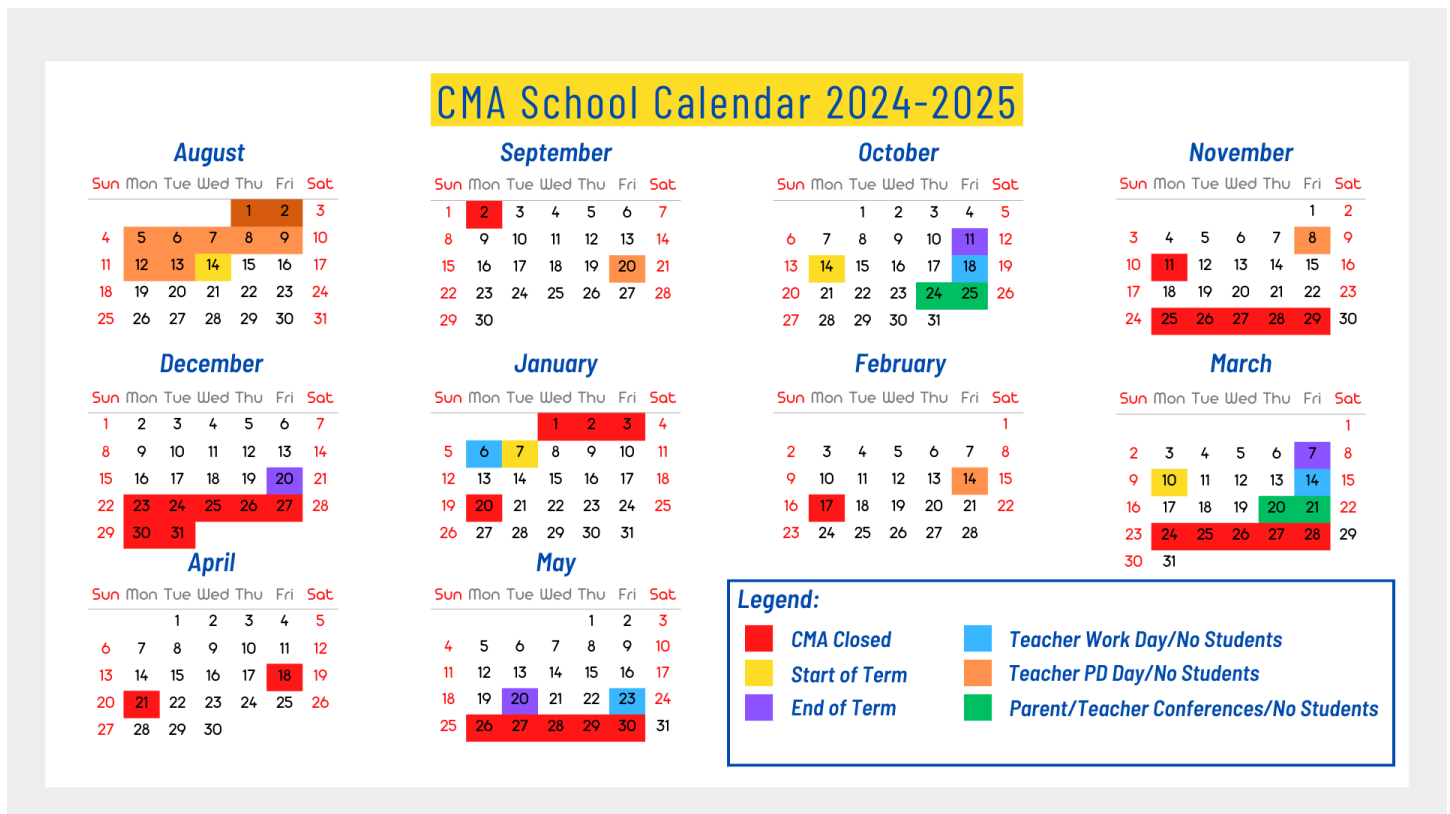 CMA School Calendar 2024-2025
August
Sun Mon Tue Wed Thu Fri Sat
1 2 3
4 5 6 7 8 9 10
11 12 13 14 15 16 17
18 19 20 21 22 23 24
25 26 27 28 29 30 31
September
Sun Mon Tue Wed Thu Fri Sat
1 2 3 4 5 6 7
8 9 10 11 12 13 14
15 16 17 18 19 20 21
22 23 24 25 26 27 28
29 30
October
Sun Mon Tue Wed Thu Fri Sat
1 2 3 4 5
6 7 8 9 10 11 12
13 14 15 16 17 18 19
20 21 22 23 24 25 26
27 28 29 30 31
November
Sun Mon Tue Wed Thu Fri Sat
1 2
3 4 5 6 7 8 9
10 11 12 13 14 15 16
17 18 19 20 21 22 23
24 25 26 27 28 29 30
December
Sun Mon Tue Wed Thu Fri Sat
1 2 3 4 5 6 7
8 9 10 11 12 13 14
15 16 17 18 19 20 21
22 23 24 25 26 27 28
29 30 31
January
Sun Mon Tue Wed Thu Fri Sat
1 2 3 4
5 6 7 8 9 10 11
12 13 14 15 16 17 18
19 20 21 22 23 24 25
26 27 28 29 30 31
February
Sun Mon Tue Wed Thu Fri Sat
1
2 3 4 5 6 7 8
9 10 11 12 13 14 15
16 17 18 19 20 21 22
23 24 25 26 27 28
March
Sun Mon Tue Wed Thu Fri Sat
1
2 3 4 5 6 7 8
9 10 11 12 13 14 15
16 17 18 19 20 21 22
23 24 25 26 27 28 29
30 31
April
Sun Mon Tue Wed Thu Fri Sat
1 2 3 4 5
6 7 8 9 10 11 12
13 14 15 16 17 18 19
20 21 22 23 24 25 26
27 28 29 30
May
Sun Mon Tue Wed Thu Fri Sat
1 2 3
4 5 6 7 8 9 10
11 12 13 14 15 16 17
18 19 20 21 22 23 24
25 26 27 28 29 30 31
Legend:
CMA Closed
Start of Term
End of Term
Teacher Work Day/No Students
Teacher PD Day/No Students
Parent/Teacher Conferences/No Students